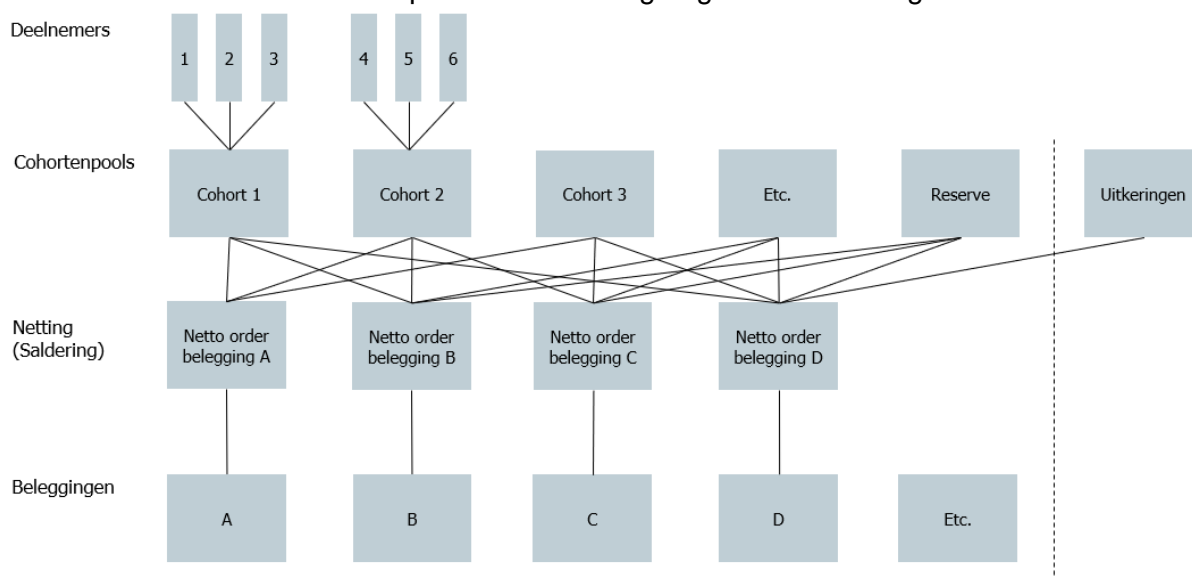 Deelnemers
1 2 3 4 5 6
Cohortenpools
Cohort 1 Cohort 2 Cohort 3 Etc. Reserve Uitkeringen
Netting
(Saldering)
Netto order
belegging A
Netto order
belegging B
Netto order
belegging C
Netto order
belegging D
Beleggingen
A B C D Etc.